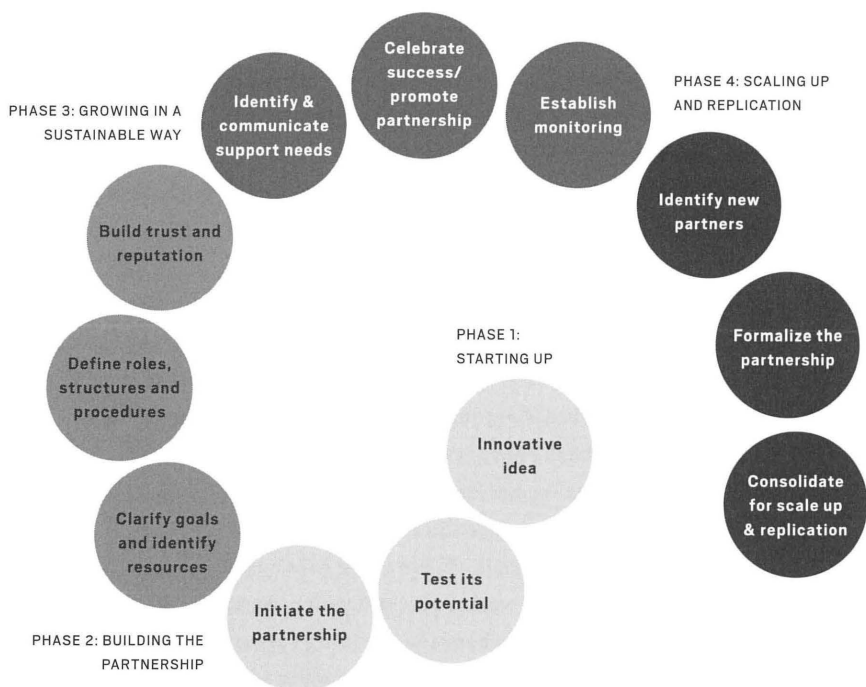 PHASE 1:
STARTING UP
Innovative
idea
Test its
potential
Initiate the
partnership
PHASE 2: BUILDING THE
PARTNERSHIP
Clarify goals
and identify
resources
Define roles,
structures and
procedures
Build trust and
reputation
PHASE 3: GROWING IN A
SUSTAINABLE WAY
Identify &
communicate
support needs
Celebrate
success/
promote
partnership
Establish
monitoring
PHASE 4: SCALING UP
AND REPLICATION
Identify new
partners
Formalize the
partnership
Consolidate
for scale up
& replication